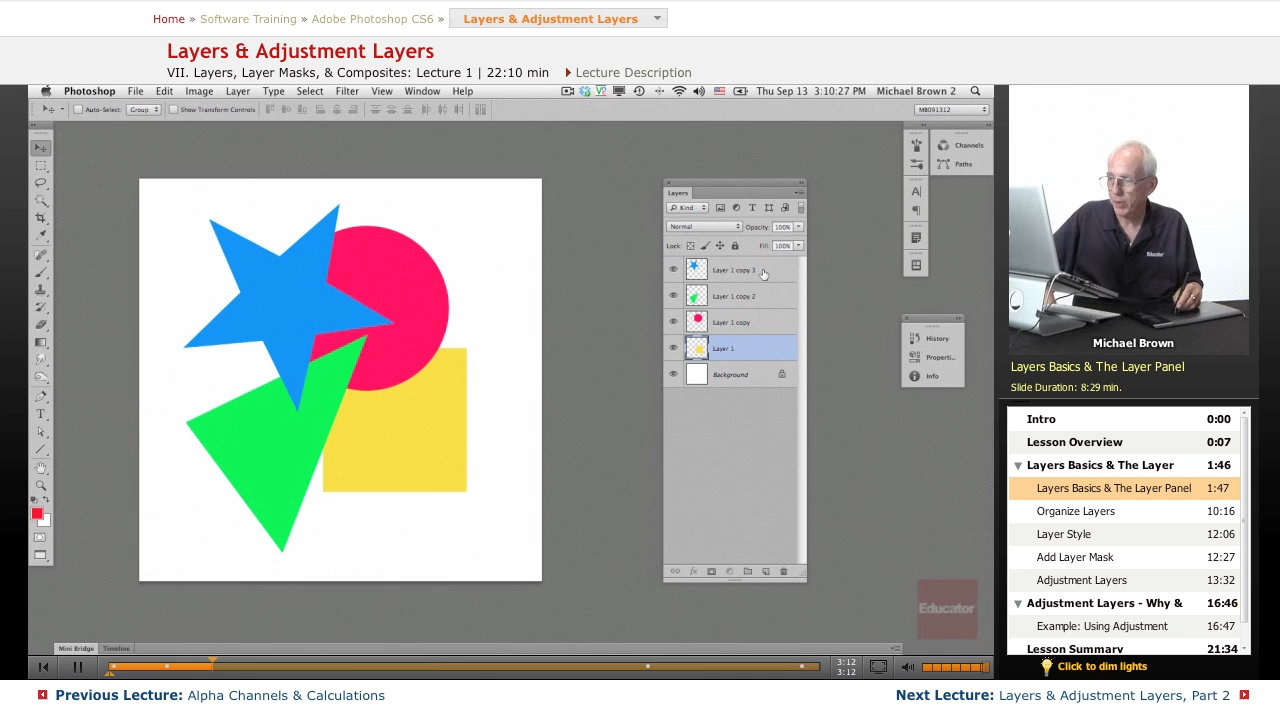 Home » Software Training » Adobe Photoshop CS6 » Layers & Adjustment Layers
Layers & Adjustment Layers
VII. Layers, Layer Masks, & Composites: Lecture 1 | 22:10 min Lecture Description
Photoshop File Edit Image Layer Type Select Filter View Window Help Thu Sep 13 3:10:27 PM Michael Brown 2
Auto-Select: Group Show Transform Controls MB091312
Channels
Paths
Layers
Kind
Normal Opacity: 100%
Lock: Fill: 100%
Layer 1 copy 3
Layer 1 copy 2
Layer 1 copy
Layer 1
Background
History
Properti...
Info
Educator
Mini Bridge Timeline
3:12
3:12
Michael Brown
Layers Basics & The Layer Panel
Slide Duration: 8:29 min.
Intro 0:00
Lesson Overview 0:07
Layers Basics & The Layer 1:46
Layers Basics & The Layer Panel 1:47
Organize Layers 10:16
Layer Style 12:06
Add Layer Mask 12:27
Adjustment Layers 13:32
Adjustment Layers - Why & 16:46
Example: Using Adjustment 16:47
Lesson Summary 21:34
Click to dim lights
Previous Lecture: Alpha Channels & Calculations
Next Lecture: Layers & Adjustment Layers, Part 2